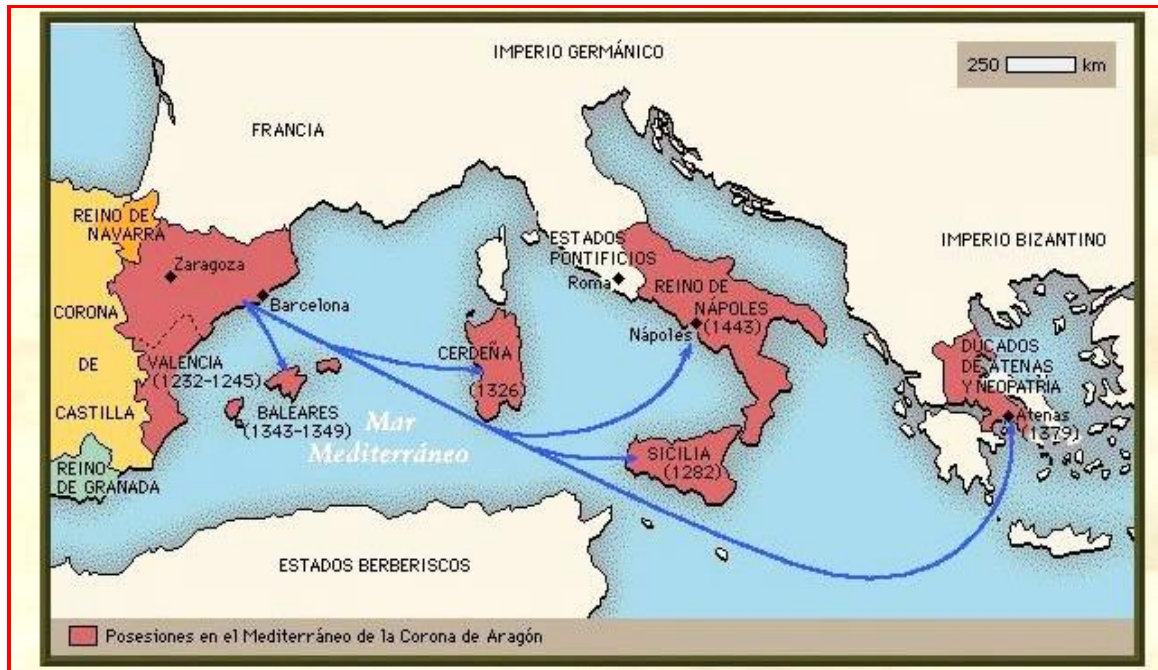 IMPERIO GERMÁNICO
250 km
FRANCIA
REINO DE
NAVARRA
Zaragoza
Barcelona
CORONA
DE
CASTILLA
VALENCIA
(1232-1245)
BALEARES
(1343-1349)
REINO
DE GRANADA
Mar
Mediterráneo
CERDEÑA
(1326)
ESTADOS
PONTIFICIOS
Roma
REINO DE
NÁPOLES
(1443)
Nápoles
SICILIA
(1282)
IMPERIO BIZANTINO
DUCADOS
DE ATENAS
Y NEOPATRIA
Atenas
(1379)
ESTADOS BERBERISCOS
Posesiones en el Mediterráneo de la Corona de Aragón